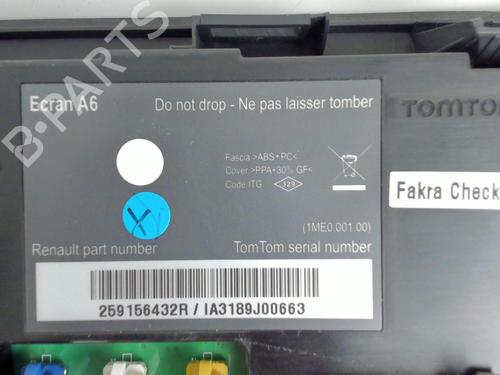 B-PARTS
Ecran A6
Do not drop - Ne pas laisser tomber
TOMTOM
Fascia >ABS+PC<
Cover >PPA+30% GF<
Code ITG
329
Fakra Check
(1ME0.001.00)
Renault part number
TomTom serial number
259156432R / IA3189J00663